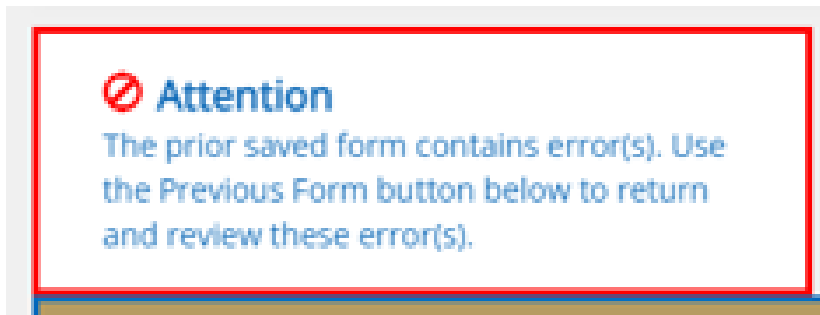 Attention
The prior saved form contains error(s). Use
the Previous Form button below to return
and review these error(s).